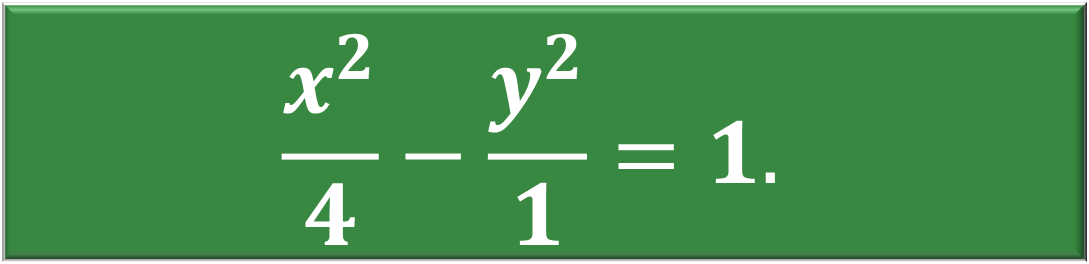 x²/4 − y²/1 = 1.